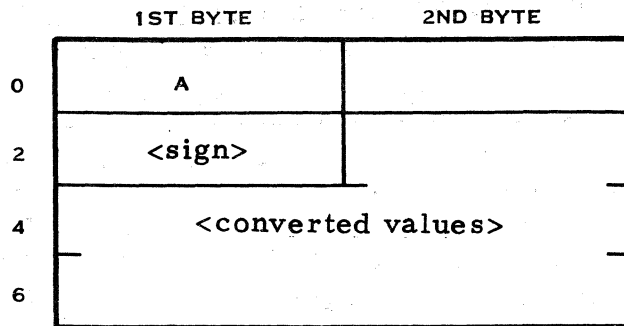 1ST BYTE 2ND BYTE
0 A
2 <sign>
4 <converted values>
6